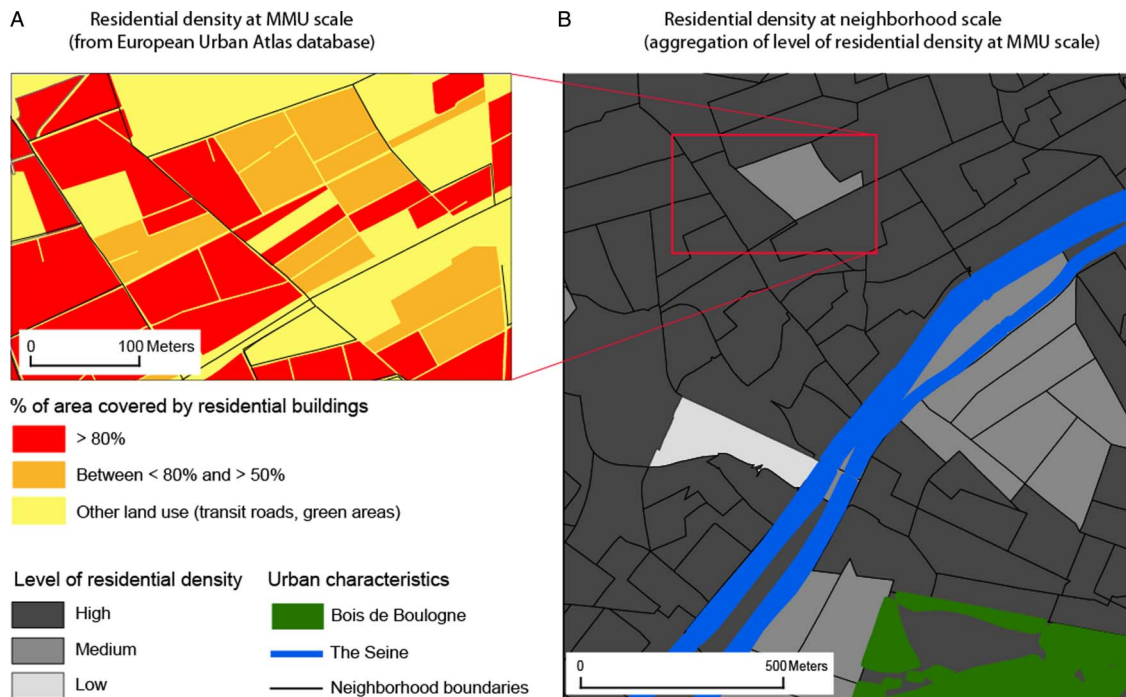 A
Residential density at MMU scale
(from European Urban Atlas database)
B
Residential density at neighborhood scale
(aggregation of level of residential density at MMU scale)
0 100 Meters
% of area covered by residential buildings
> 80%
Between < 80% and > 50%
Other land use (transit roads, green areas)
Level of residential density
High
Medium
Low
Urban characteristics
Bois de Boulogne
The Seine
Neighborhood boundaries
0 500 Meters